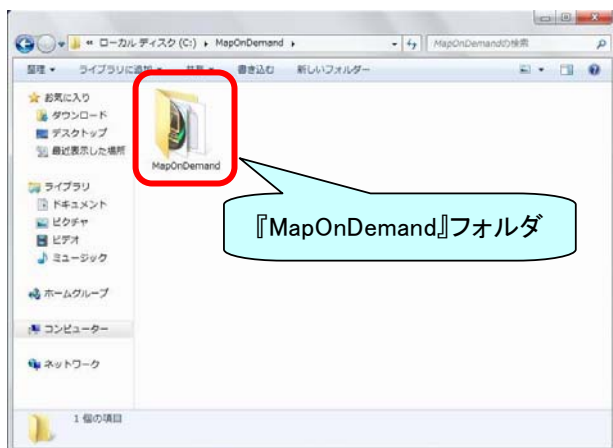 « ローカル ディスク (C:) ▸ MapOnDemand ▸
MapOnDemandの検索
整理 ▾ ライブラリに追加 ▾ 共有 ▾ 書き込む 新しいフォルダー
お気に入り
ダウンロード
デスクトップ
最近表示した場所
MapOnDemand
ライブラリ
ドキュメント
ピクチャ
ビデオ
ミュージック
『MapOnDemand』フォルダ
ホームグループ
コンピューター
ネットワーク
1 個の項目